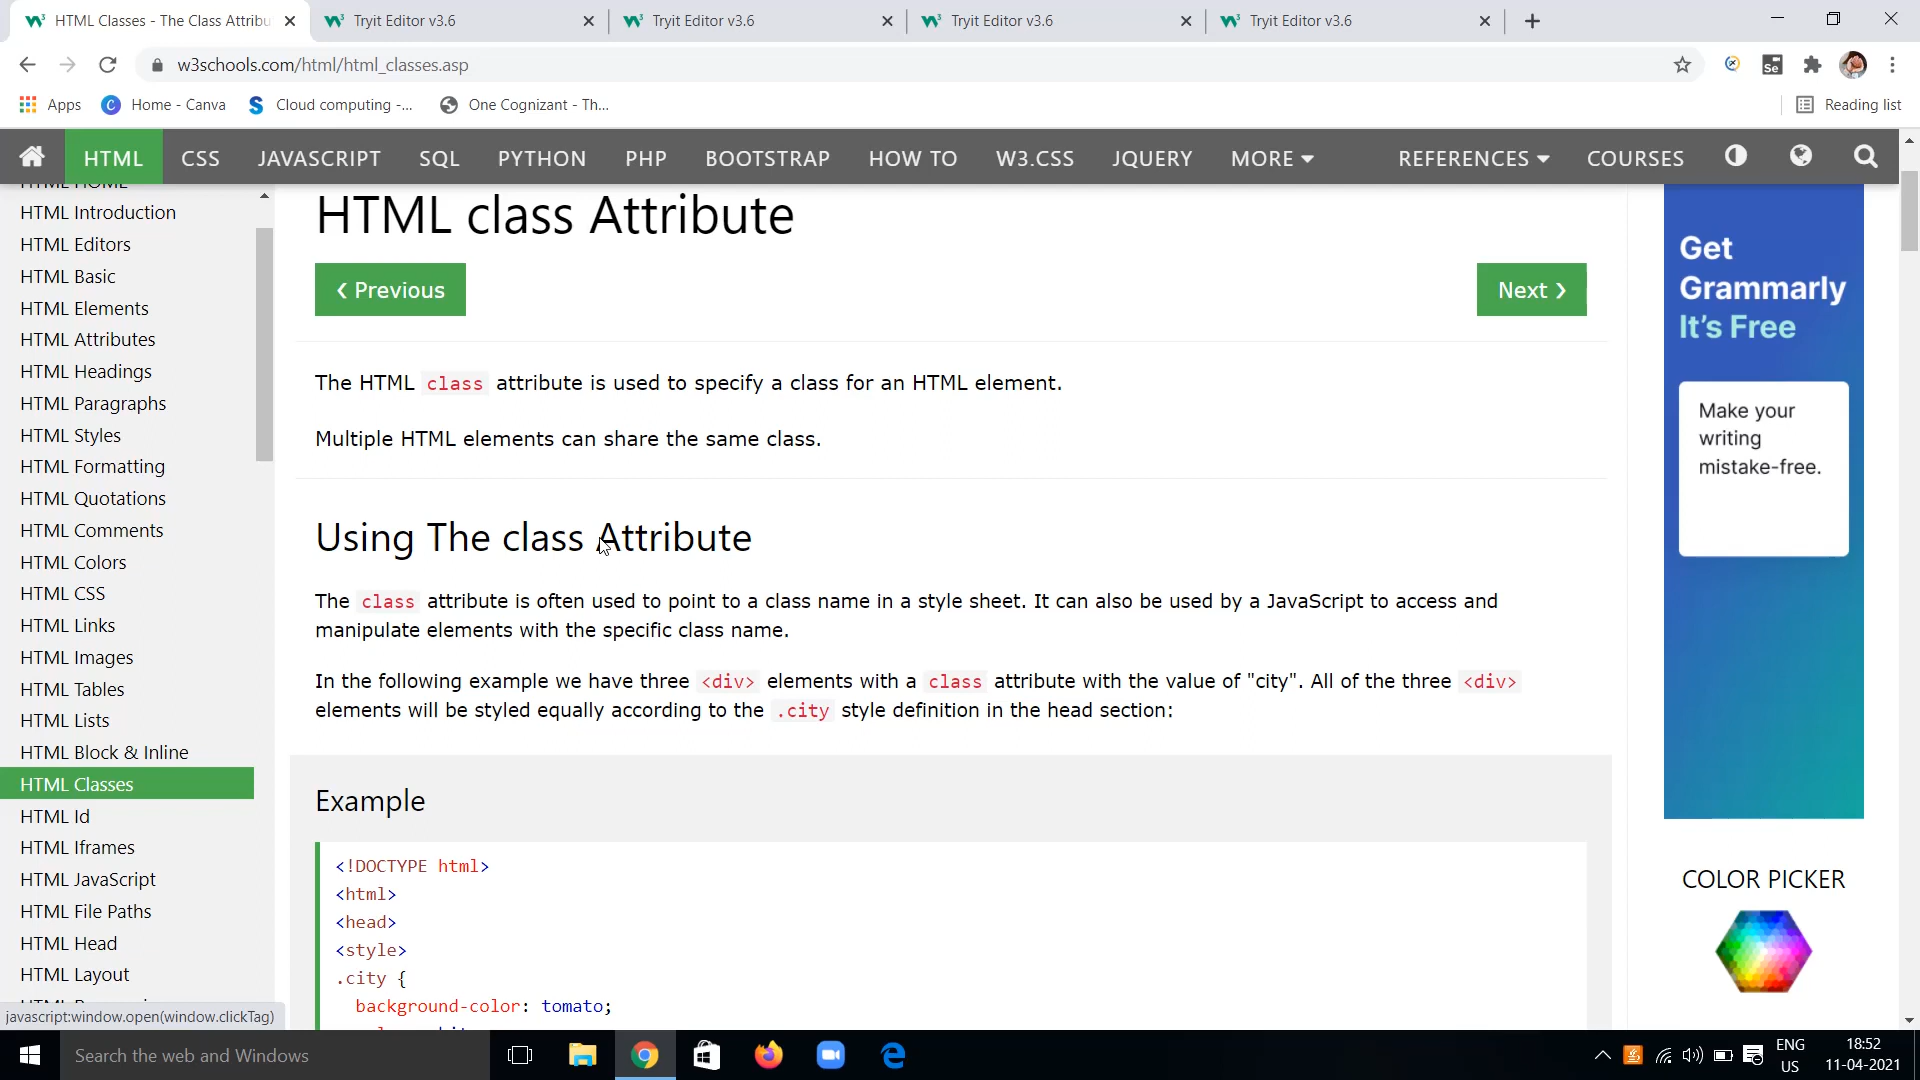 HTML Classes - The Class Attribu
Tryit Editor v3.6
Tryit Editor v3.6
Tryit Editor v3.6
Tryit Editor v3.6
w3schools.com/html/html_classes.asp
Se
Apps
Home - Canva
Cloud computing -...
One Cognizant - Th...
Reading list
HTML
CSS
JAVASCRIPT
SQL
PYTHON
PHP
BOOTSTRAP
HOW TO
W3.CSS
JQUERY
MORE
REFERENCES
COURSES
HTML HOME
HTML Introduction
HTML Editors
HTML Basic
HTML Elements
HTML Attributes
HTML Headings
HTML Paragraphs
HTML Styles
HTML Formatting
HTML Quotations
HTML Comments
HTML Colors
HTML CSS
HTML Links
HTML Images
HTML Tables
HTML Lists
HTML Block & Inline
HTML Classes
HTML Id
HTML Iframes
HTML JavaScript
HTML File Paths
HTML Head
HTML Layout
javascript:window.open(window.clickTag)
HTML class Attribute
❮ Previous
Next ❯
The HTML class attribute is used to specify a class for an HTML element.
Multiple HTML elements can share the same class.
Using The class Attribute
The class attribute is often used to point to a class name in a style sheet. It can also be used by a JavaScript to access and
manipulate elements with the specific class name.
In the following example we have three <div> elements with a class attribute with the value of "city". All of the three <div>
elements will be styled equally according to the .city style definition in the head section:
Example
<!DOCTYPE html>
<html>
<head>
<style>
.city {
background-color: tomato;
Get
Grammarly
It's Free
Make your
writing
mistake-free.
COLOR PICKER
Search the web and Windows
ENG
US
18:52
11-04-2021